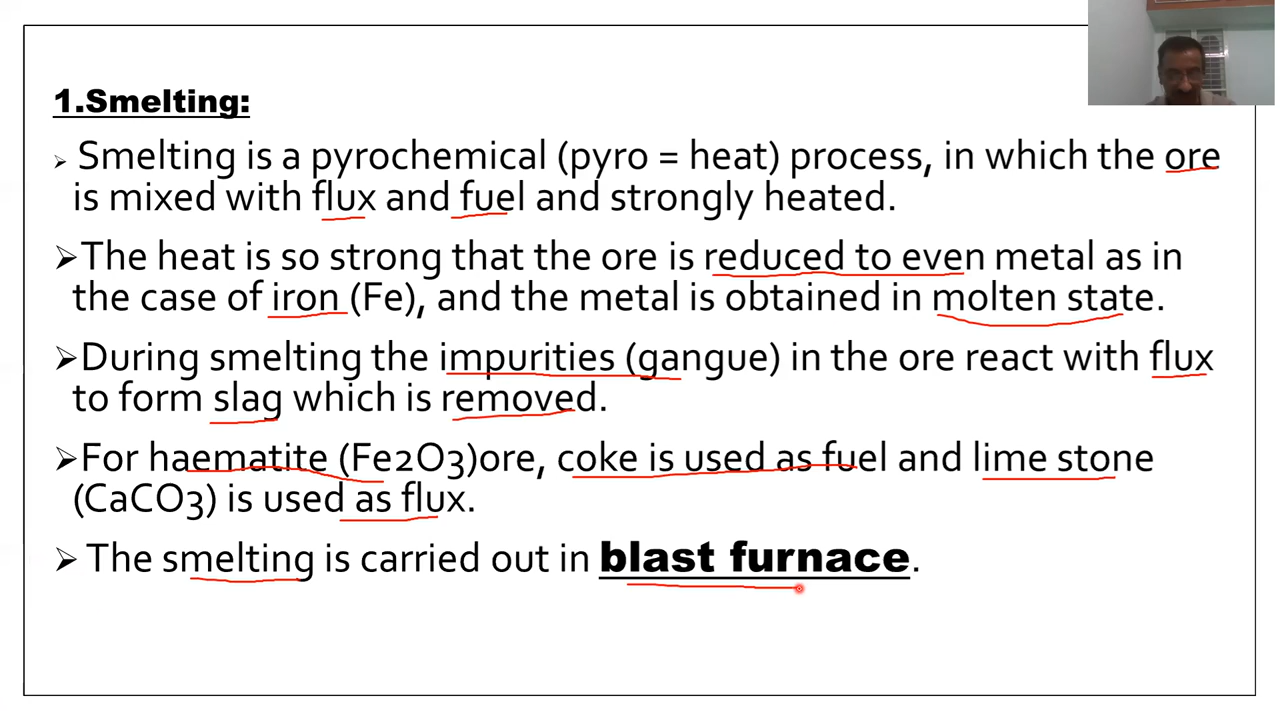 1.Smelting:
➢ Smelting is a pyrochemical (pyro = heat) process, in which the ore
is mixed with flux and fuel and strongly heated.
➢The heat is so strong that the ore is reduced to even metal as in
the case of iron (Fe), and the metal is obtained in molten state.
➢During smelting the impurities (gangue) in the ore react with flux
to form slag which is removed.
➢For haematite (Fe2O3)ore, coke is used as fuel and lime stone
(CaCO3) is used as flux.
➢ The smelting is carried out in blast furnace.